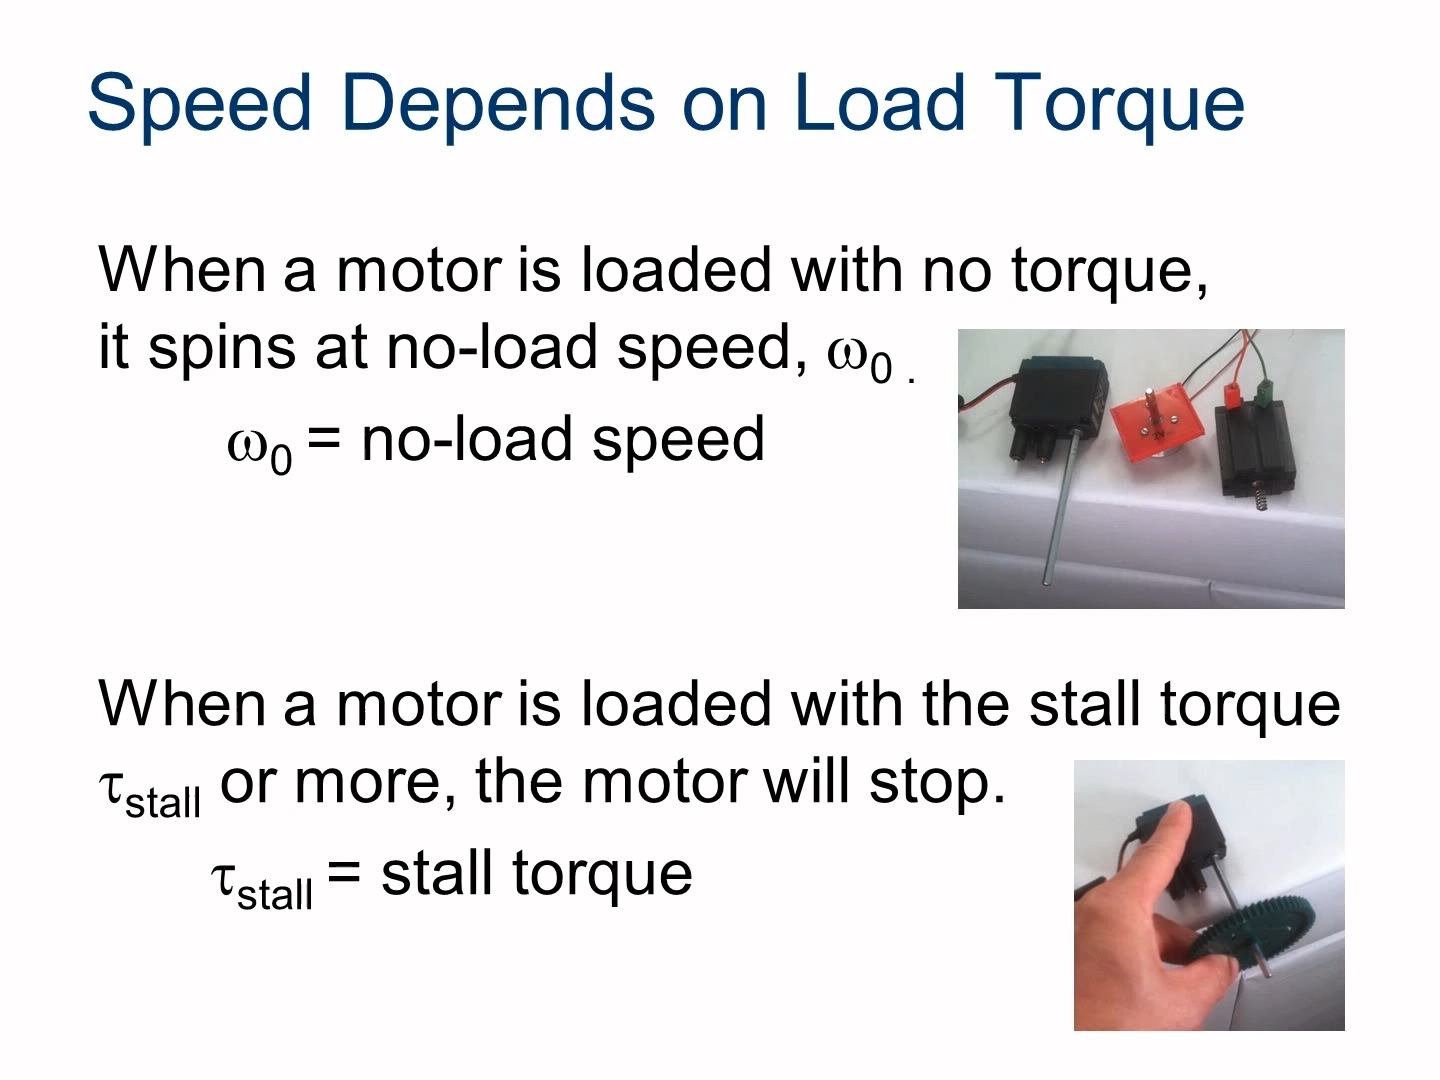 Speed Depends on Load Torque
When a motor is loaded with no torque,
it spins at no-load speed, ω0 .
ω0 = no-load speed
When a motor is loaded with the stall torque
τstall or more, the motor will stop.
τstall = stall torque